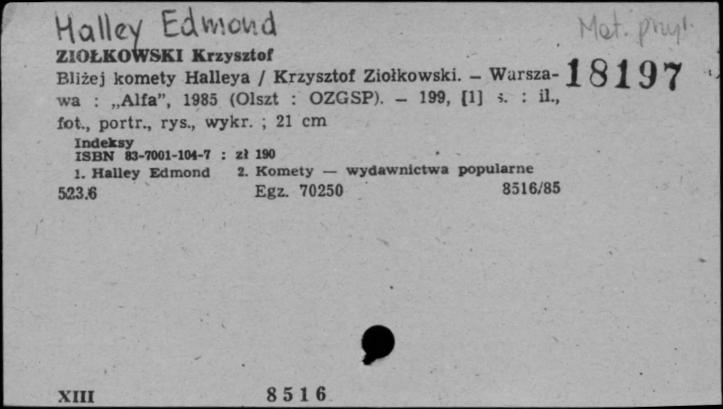 Halley Edmond
Mat. przyr.
ZIOŁKOWSKI Krzysztof
Bliżej komety Halleya / Krzysztof Ziołkowski. — Warsza-
18197
wa : „Alfa”, 1985 (Olszt : OZGSP). — 199, [1] s. : il.,
fot., portr., rys., wykr. ; 21 cm
Indeksy
ISBN 83-7001-104-7 : zł 190
1. Halley Edmond 2. Komety — wydawnictwa popularne
523.6 Egz. 70250 8516/85
XIII 8516